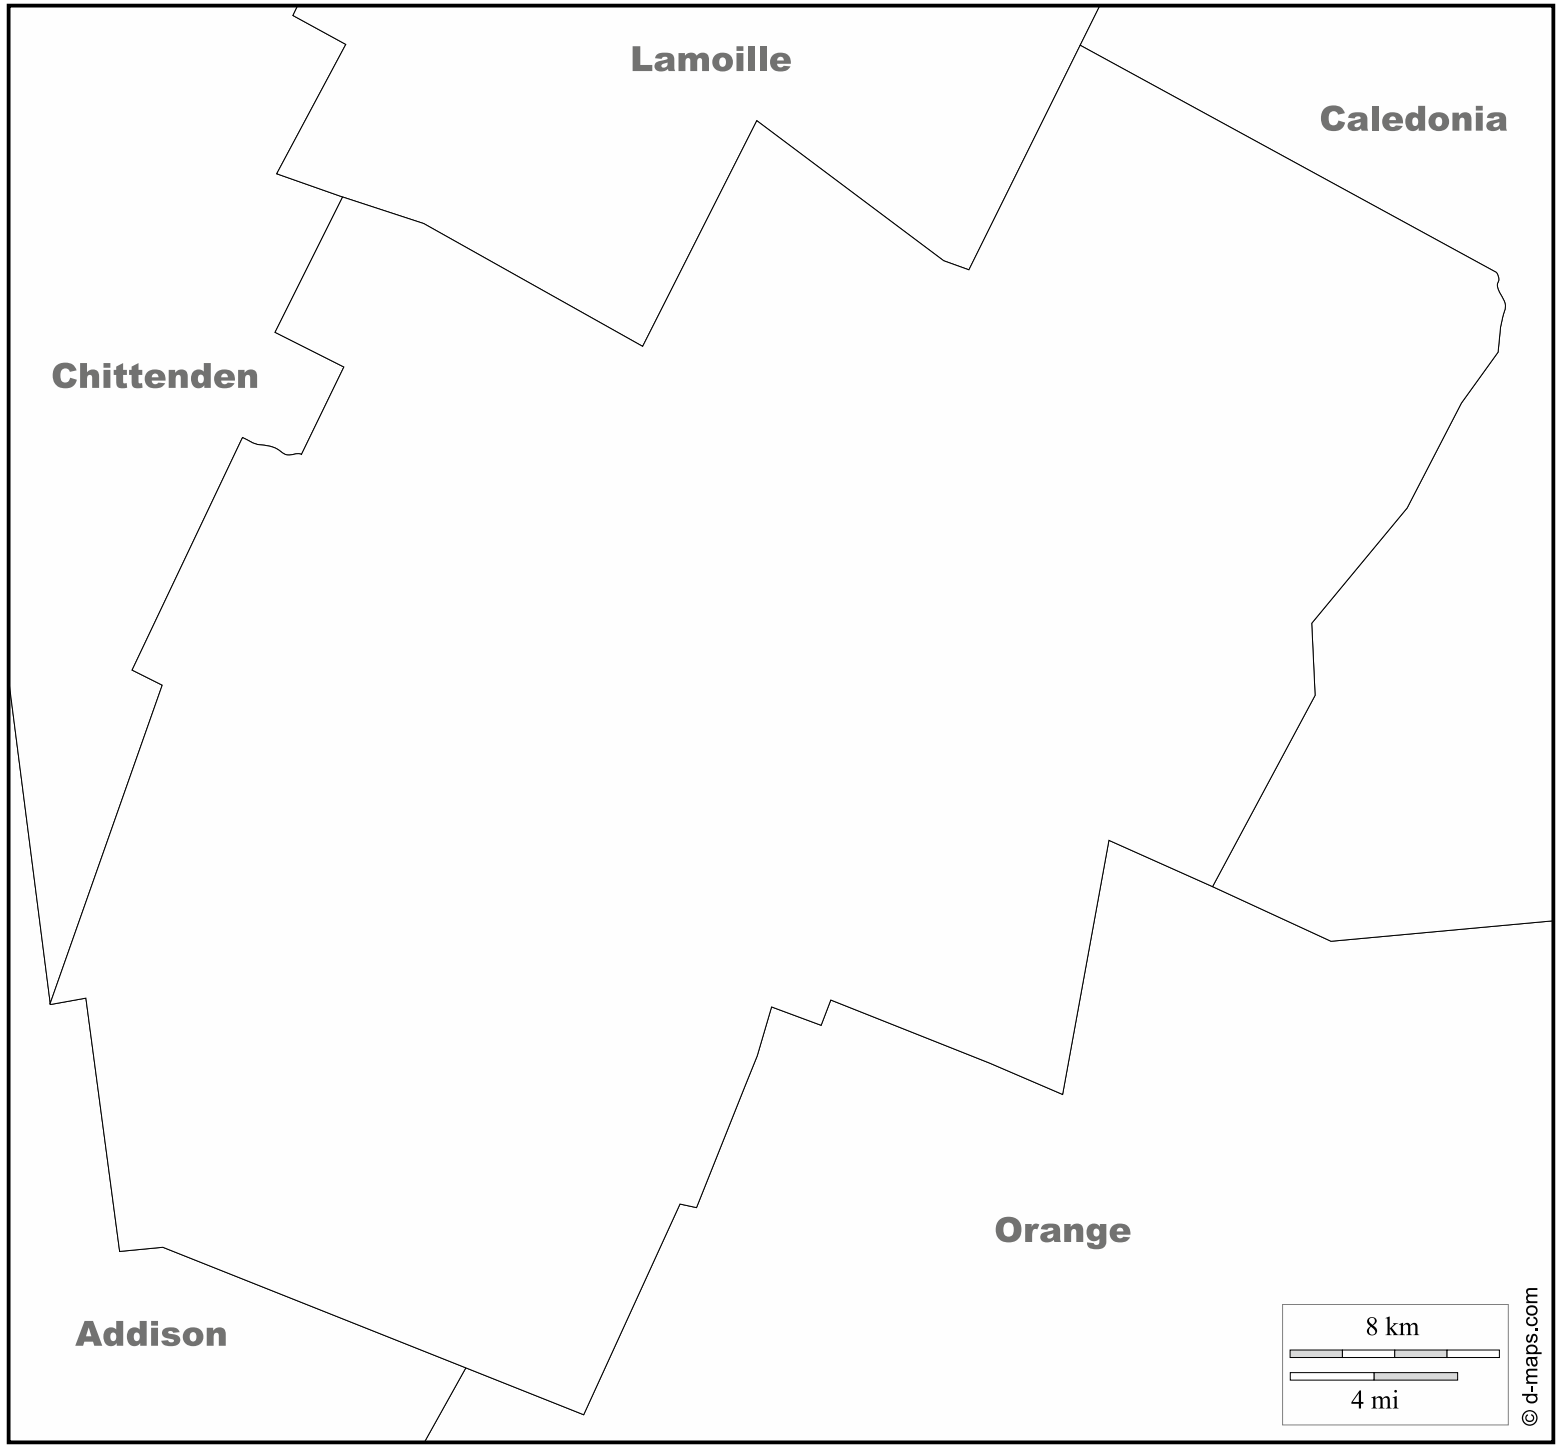 Lamoille
Caledonia
Chittenden
Orange
Addison
8 km
4 mi
© d-maps.com